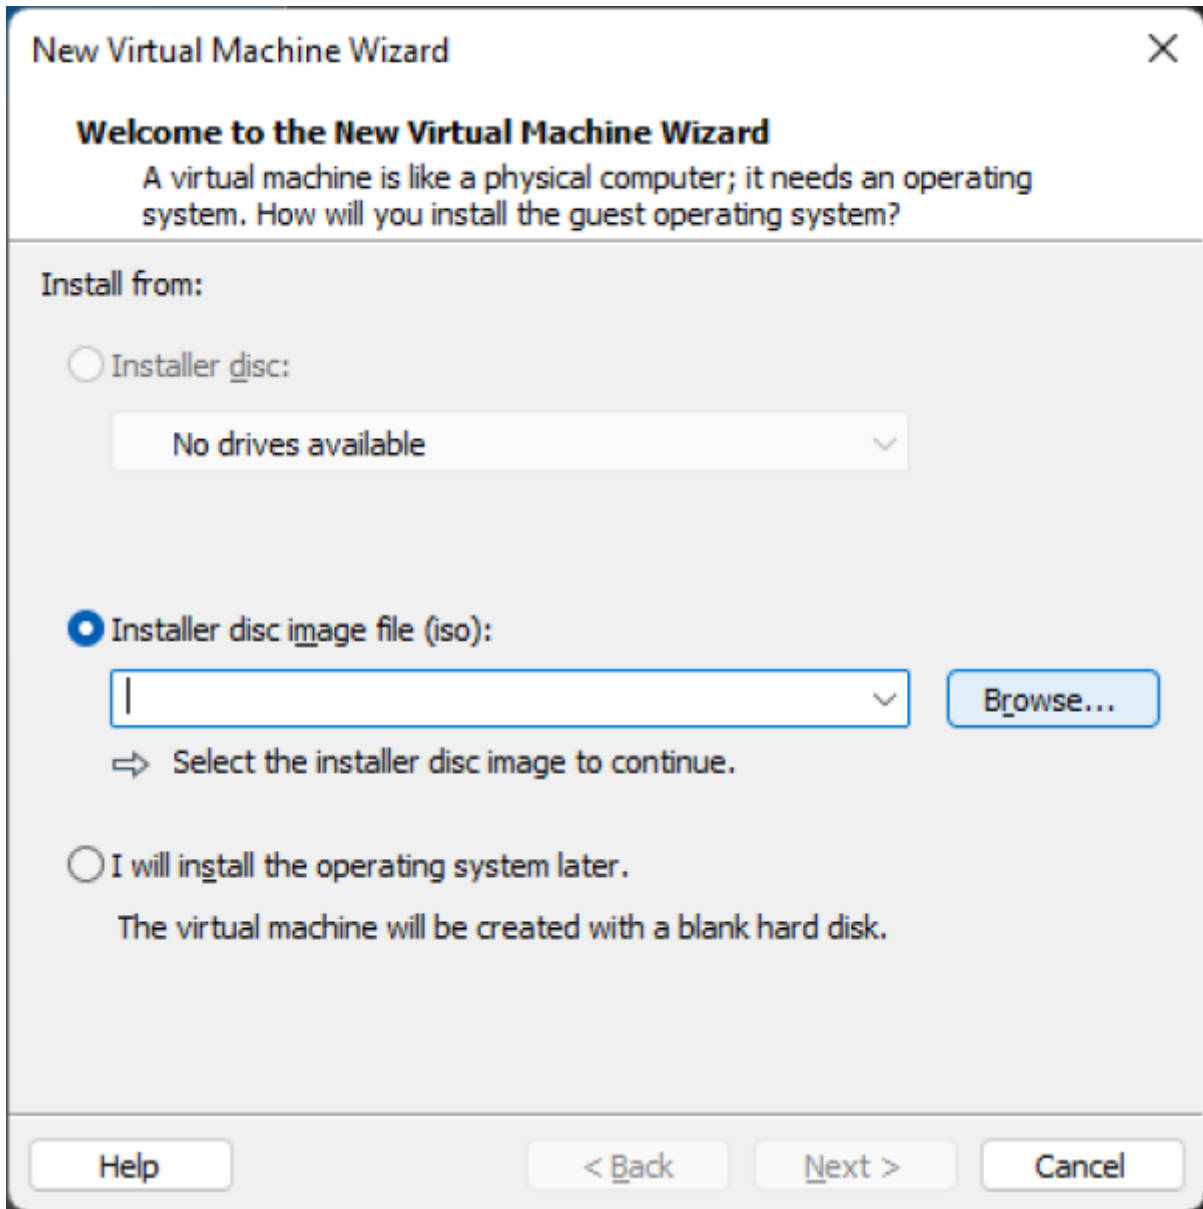 New Virtual Machine Wizard
Welcome to the New Virtual Machine Wizard
A virtual machine is like a physical computer; it needs an operating
system. How will you install the guest operating system?
Install from:
Installer disc:
No drives available
Installer disc image file (iso):
Browse...
Select the installer disc image to continue.
I will install the operating system later.
The virtual machine will be created with a blank hard disk.
Help
< Back
Next >
Cancel